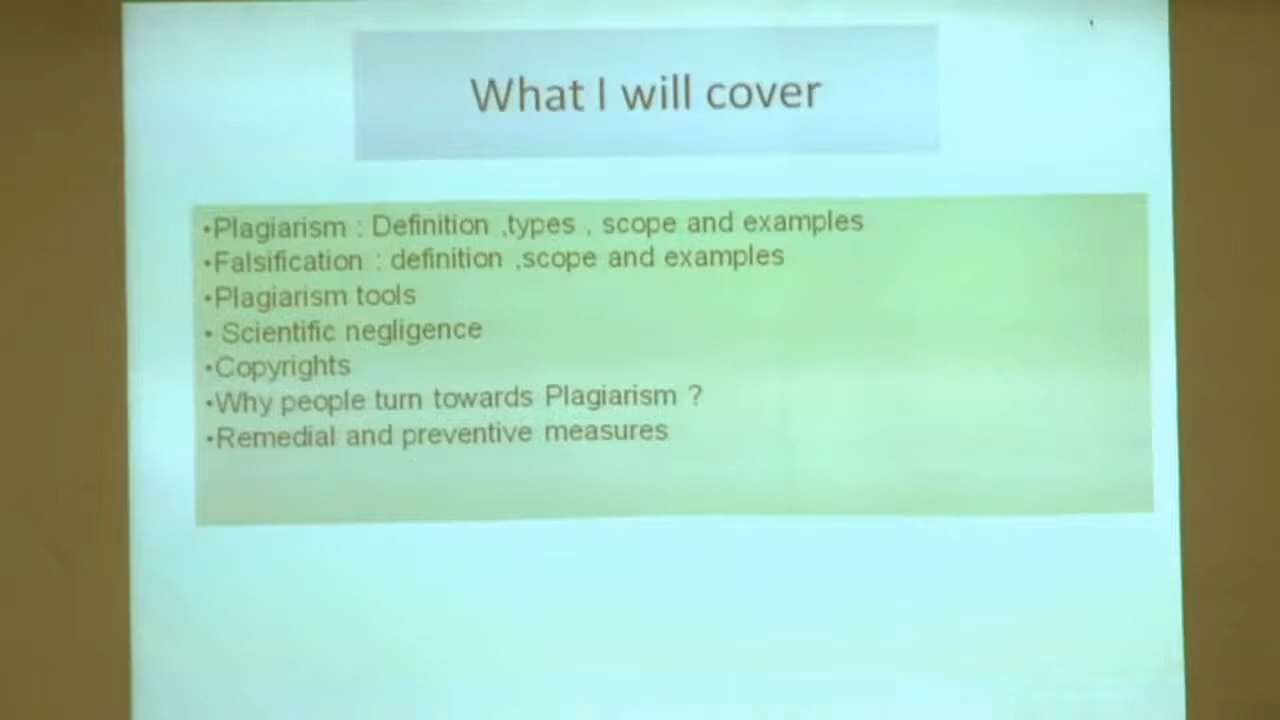 What I will cover
•Plagiarism : Definition ,types , scope and examples
•Falsification : definition ,scope and examples
•Plagiarism tools
• Scientific negligence
•Copyrights
•Why people turn towards Plagiarism ?
•Remedial and preventive measures